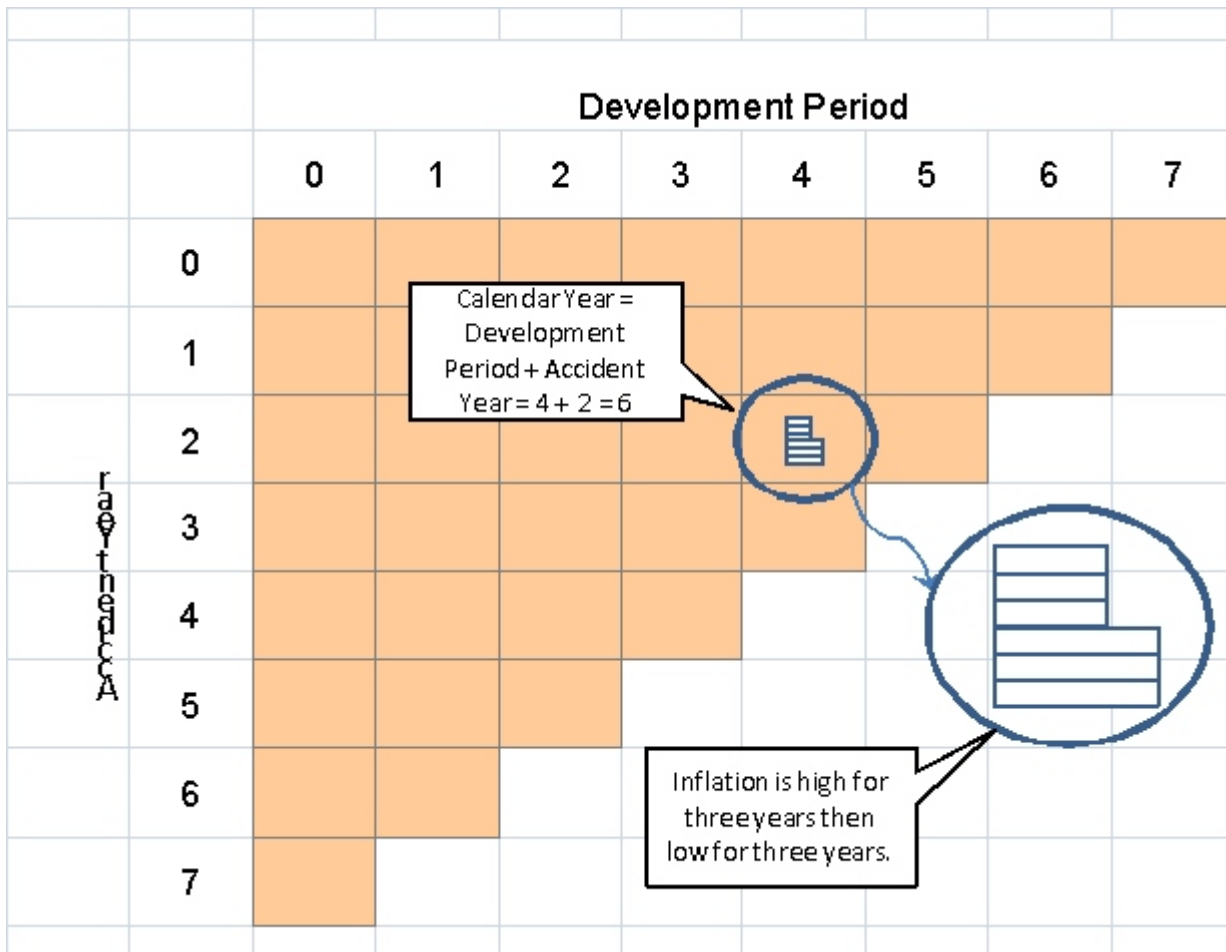 Development Period
0 1 2 3 4 5 6 7
0
1
Calendar Year =
Development
Period + Accident
Year = 4 + 2 = 6
2
3
4
5
6
7
Accident Year
Inflation is high for
three years then
low for three years.